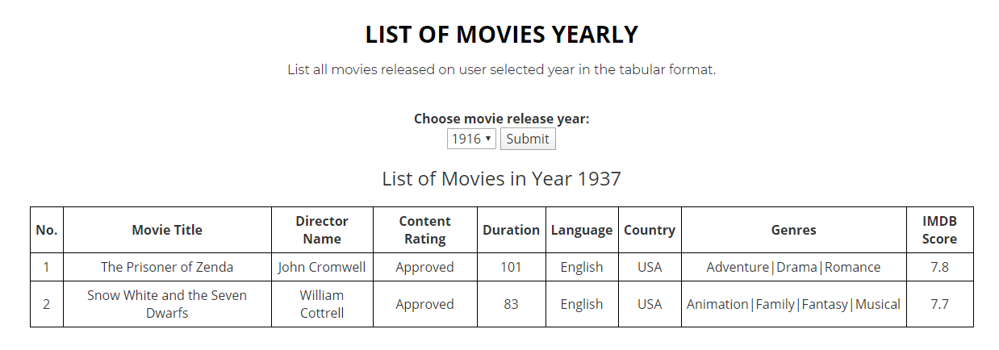 LIST OF MOVIES YEARLY
List all movies released on user selected year in the tabular format.
Choose movie release year:
1916 Submit
List of Movies in Year 1937
No. Movie Title Director Name Content Rating Duration Language Country Genres IMDB Score
1 The Prisoner of Zenda John Cromwell Approved 101 English USA Adventure|Drama|Romance 7.8
2 Snow White and the Seven Dwarfs William Cottrell Approved 83 English USA Animation|Family|Fantasy|Musical 7.7